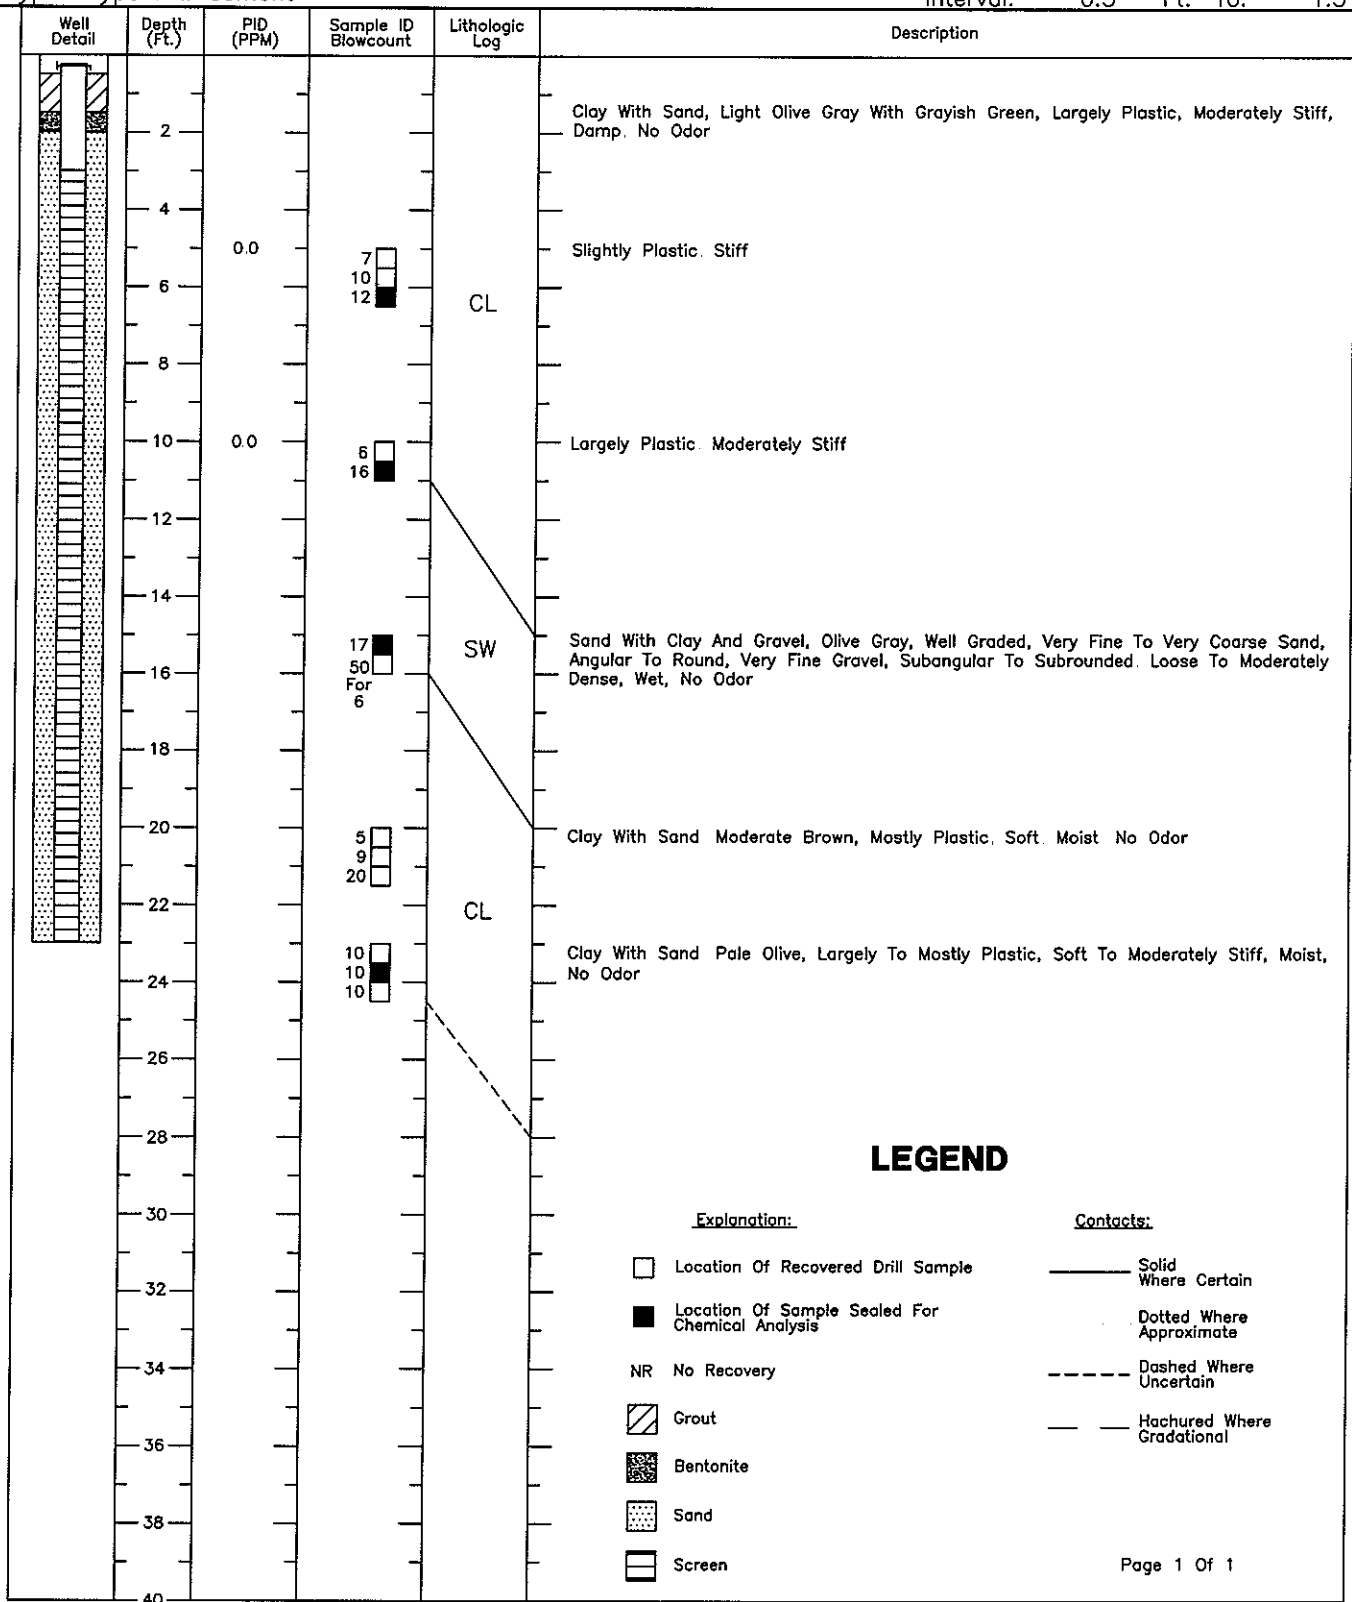 Interval: 0.5 Ft. To: 1.5
Well Detail
Depth (Ft.)
PID (PPM)
Sample ID Blowcount
Lithologic Log
Description
Clay With Sand, Light Olive Gray With Grayish Green, Largely Plastic, Moderately Stiff,
Damp. No Odor
2
4
0.0
7
Slightly Plastic. Stiff
10
6
12
CL
8
10
0.0
6
Largely Plastic. Moderately Stiff
16
12
14
17
SW
Sand With Clay And Gravel, Olive Gray, Well Graded, Very Fine To Very Coarse Sand,
Angular To Round, Very Fine Gravel, Subangular To Subrounded. Loose To Moderately
Dense, Wet, No Odor
16
50
For
6
18
20
5
9
20
Clay With Sand Moderate Brown, Mostly Plastic, Soft. Moist No Odor
22
CL
10
10
10
Clay With Sand Pale Olive, Largely To Mostly Plastic, Soft To Moderately Stiff, Moist,
No Odor
24
26
28
LEGEND
30
Explanation:
Contacts:
Location Of Recovered Drill Sample
Solid
Where Certain
32
Location Of Sample Sealed For
Chemical Analysis
Dotted Where
Approximate
34
NR No Recovery
Dashed Where
Uncertain
Grout
Hachured Where
Gradational
36
Bentonite
38
Sand
Screen
Page 1 Of 1
40